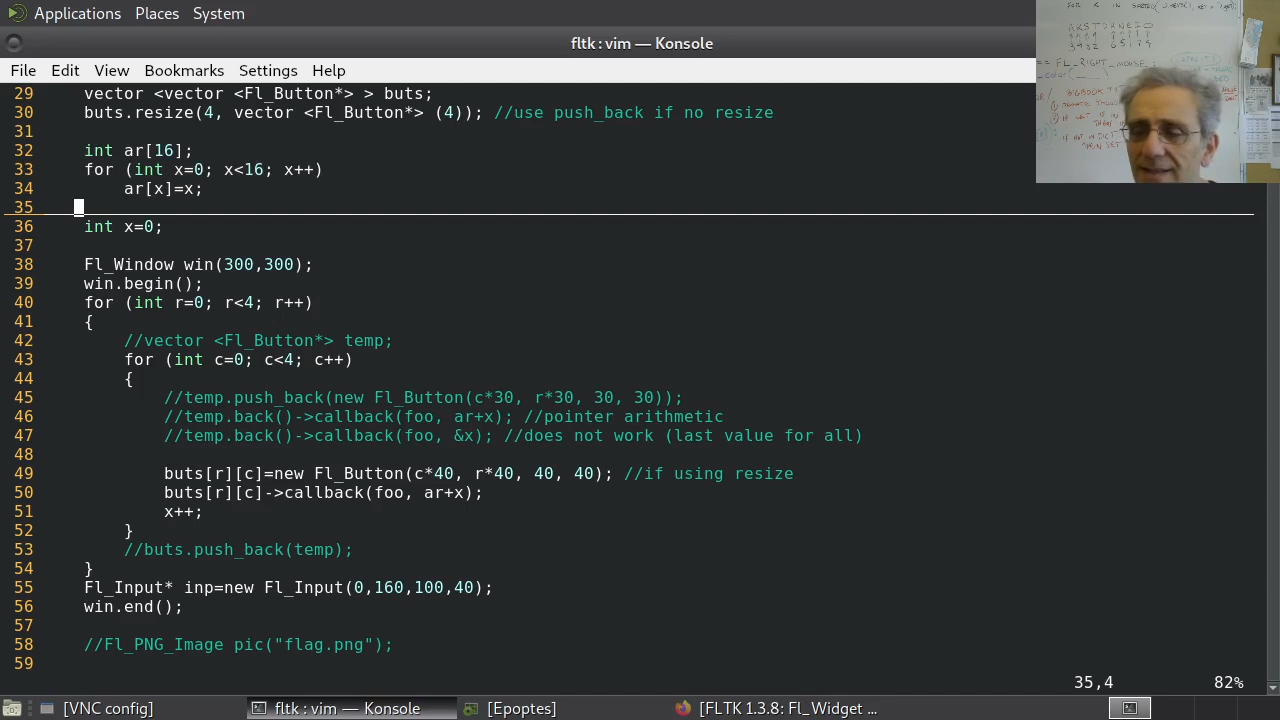 Applications Places System
fltk : vim — Konsole
File Edit View Bookmarks Settings Help
29 vector <vector <Fl_Button*> > buts;
30 buts.resize(4, vector <Fl_Button*> (4)); //use push_back if no resize
31
32 int ar[16];
33 for (int x=0; x<16; x++)
34 ar[x]=x;
35
36 int x=0;
37
38 Fl_Window win(300,300);
39 win.begin();
40 for (int r=0; r<4; r++)
41 {
42 //vector <Fl_Button*> temp;
43 for (int c=0; c<4; c++)
44 {
45 //temp.push_back(new Fl_Button(c*30, r*30, 30, 30));
46 //temp.back()->callback(foo, ar+x); //pointer arithmetic
47 //temp.back()->callback(foo, &x); //does not work (last value for all)
48
49 buts[r][c]=new Fl_Button(c*40, r*40, 40, 40); //if using resize
50 buts[r][c]->callback(foo, ar+x);
51 x++;
52 }
53 //buts.push_back(temp);
54 }
55 Fl_Input* inp=new Fl_Input(0,160,100,40);
56 win.end();
57
58 //Fl_PNG_Image pic("flag.png");
59
35,4 82%
[VNC config] fltk : vim — Konsole [Epoptes] [FLTK 1.3.8: Fl_Widget ...
== FL_RIGHT_MOUSE